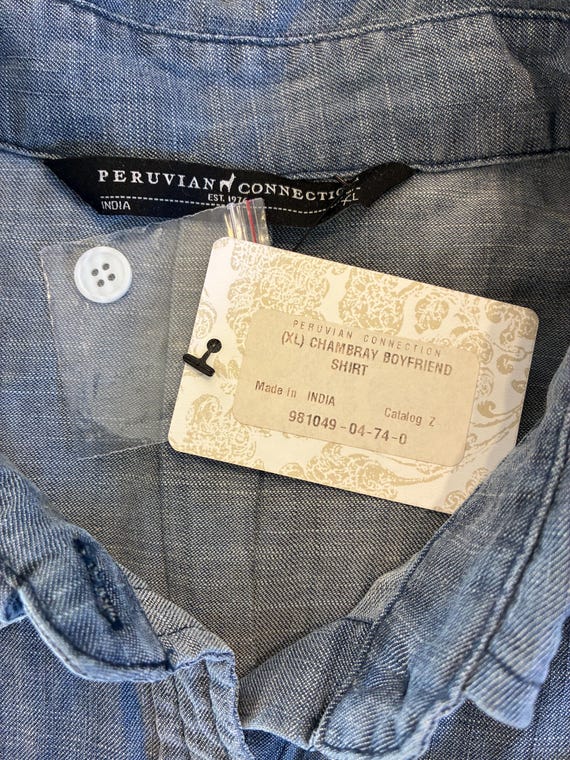 PERUVIAN CONNECTION
EST. 1976
INDIA
XL
PERUVIAN CONNECTION
(XL) CHAMBRAY BOYFRIEND
SHIRT
Made in INDIA
Catalog Z
981049-04-74-0